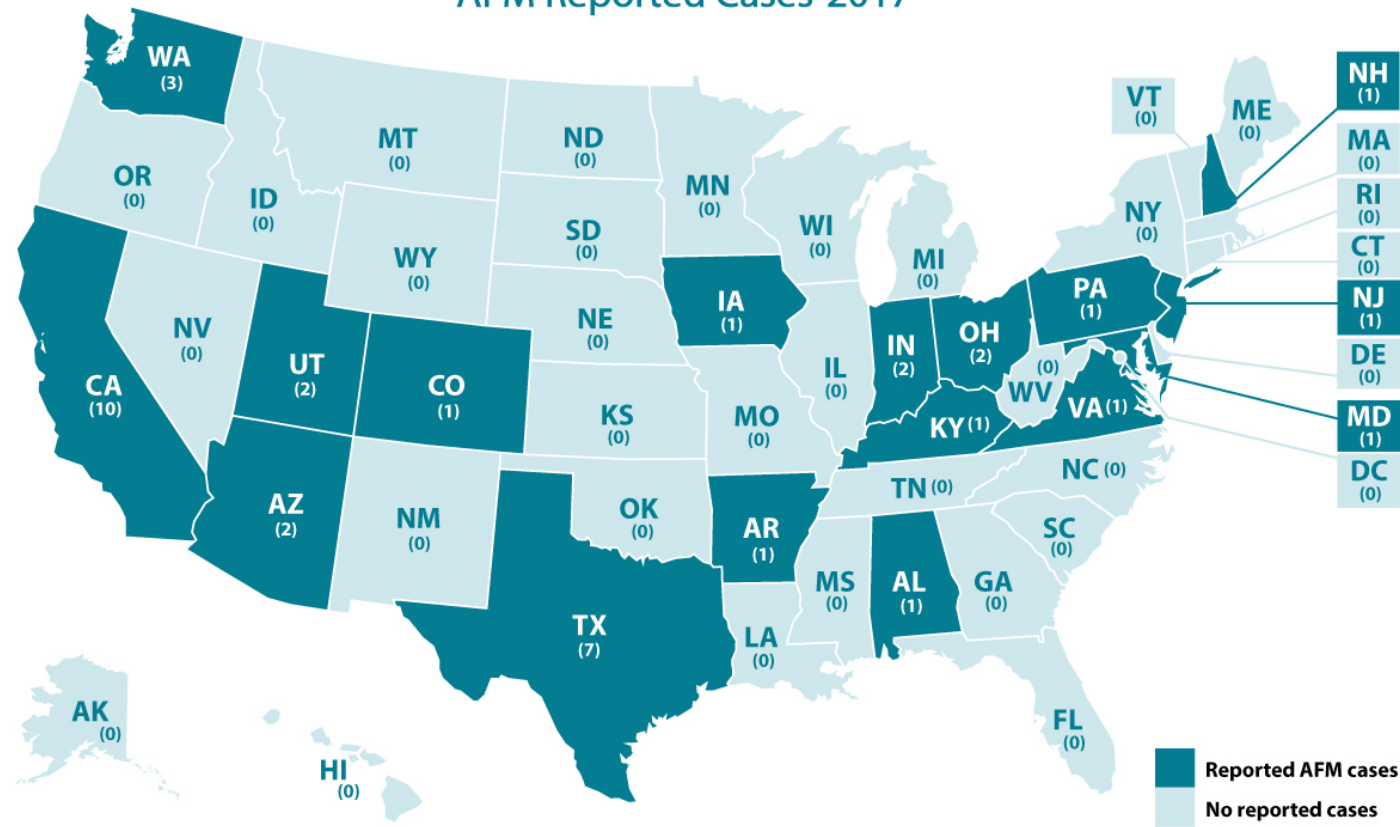 AFM Reported Cases 2017
WA
(3)
MT
(0)
ND
(0)
VT
(0)
ME
(0)
NH
(1)
OR
(0)
ID
(0)
MN
(0)
WI
(0)
MI
(0)
NY
(0)
MA
(0)
RI
(0)
CT
(0)
WY
(0)
SD
(0)
IA
(1)
PA
(1)
NJ
(1)
NV
(0)
UT
(2)
CO
(1)
NE
(0)
IL
(0)
IN
(2)
OH
(2)
(0)
WV
DE
(0)
CA
(10)
KS
(0)
MO
(0)
KY (1)
VA (1)
MD
(1)
DC
(0)
AZ
(2)
NM
(0)
OK
(0)
AR
(1)
TN (0)
NC (0)
SC
(0)
TX
(7)
LA
(0)
MS
(0)
AL
(1)
GA
(0)
FL
(0)
AK
(0)
HI
(0)
Reported AFM cases
No reported cases